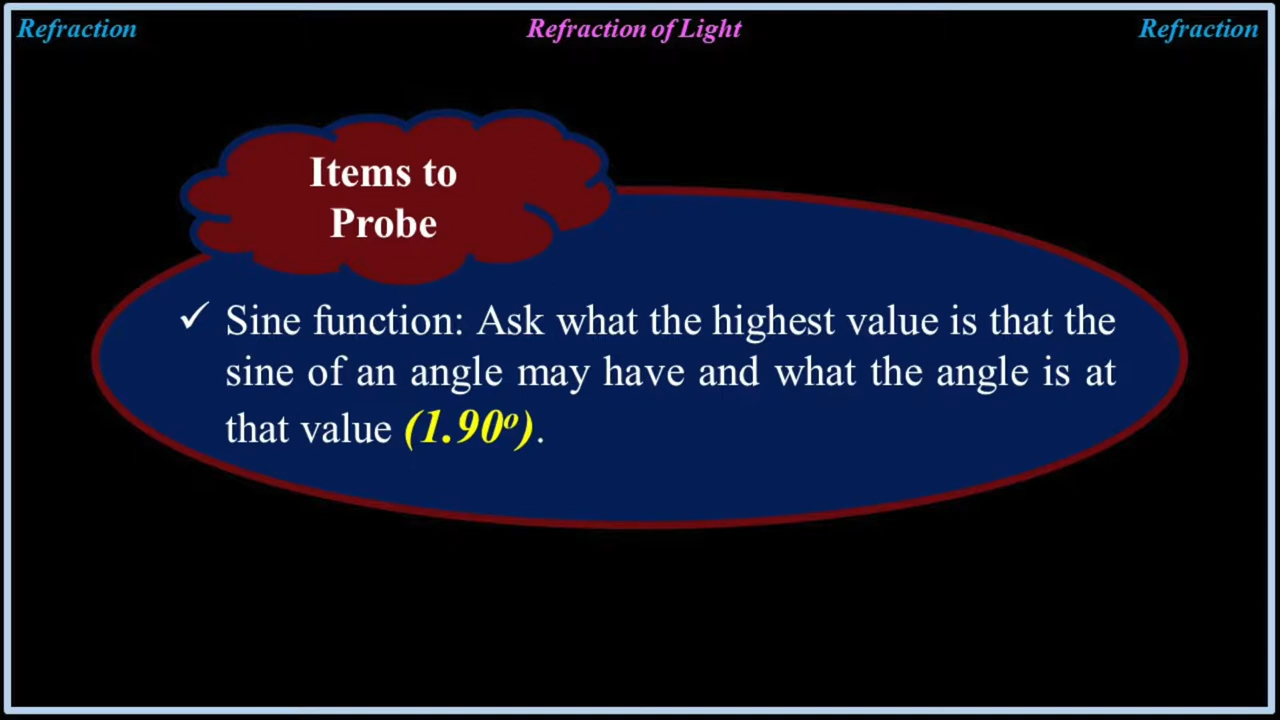 Refraction
Refraction of Light
Refraction
Items to
Probe
✓ Sine function: Ask what the highest value is that the
sine of an angle may have and what the angle is at
that value (1.90º).